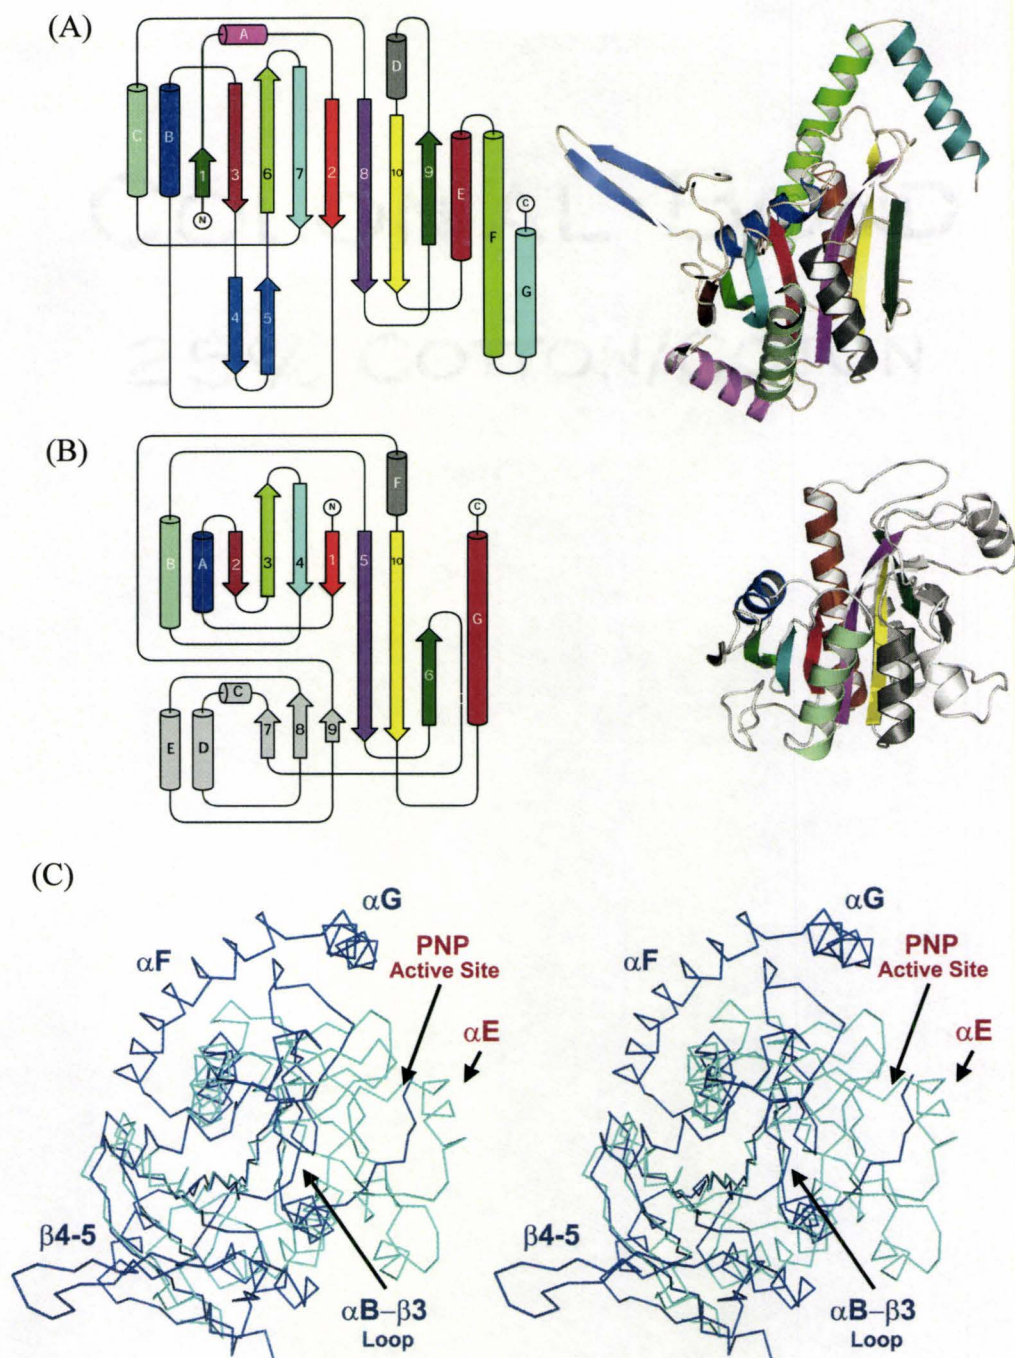 (A)
A
D
C
B
1
3
6
7
2
8
10
9
E
F
G
N
C
4
5
(B)
F
N
C
B
A
2
3
4
1
5
10
6
G
C
E
D
7
8
9
(C)
αG
αF
PNP
Active Site
αE
β4-5
αB–β3
Loop
αG
αF
PNP
Active Site
αE
β4-5
αB–β3
Loop
25% COTTON